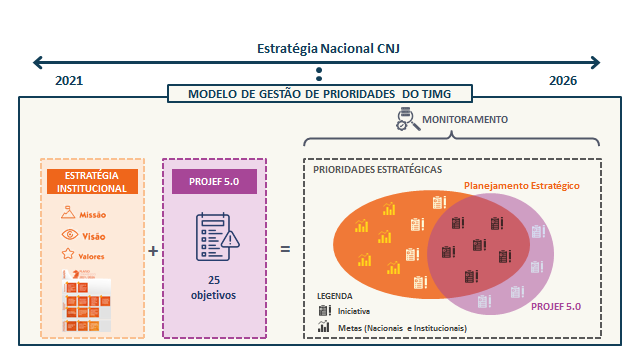 Estratégia Nacional CNJ
2021
2026
MODELO DE GESTÃO DE PRIORIDADES DO TJMG
MONITORAMENTO
ESTRATÉGIA
INSTITUCIONAL
Missão
Visão
Valores
+
PROJEF 5.0
25
objetivos
=
PRIORIDADES ESTRATÉGICAS
Planejamento Estratégico
PROJEF 5.0
LEGENDA
Iniciativa
Metas (Nacionais e Institucionais)